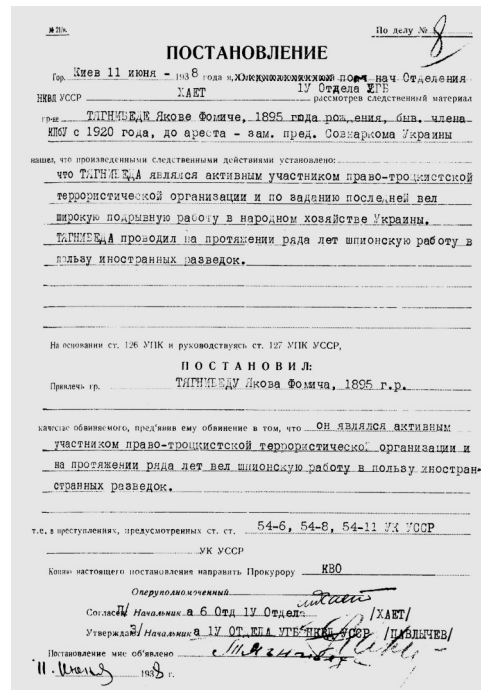 По делу № 8
ПОСТАНОВЛЕНИЕ
Гор. Киев 11 июня - 1938 года я, пом нач Отделения
1У Отдела УГБ
НКВД УССР ХАЕТ рассмотрев следственный материал
гр-не ТЯГНИБЕДЕ Якове Фомиче, 1895 года рождения, быв. члена
КПбУ с 1920 года, до ареста - зам. пред. Совнаркома Украины
нашел, что произведенными следственными действиями установлено:
что ТЯГНИБЕДА являлся активным участником право-троцкистской
террористической организации и по заданию последней вел
широкую подрывную работу в народном хозяйстве Украины.
ТЯГНИБЕДА проводил на протяжении ряда лет шпионскую работу в
пользу иностранных разведок.
На основании ст. 126 УПК и руководствуясь ст. 127 УПК УССР,
ПОСТАНОВИЛ:
Привлечь гр. ТЯГНИБЕДУ Якова Фомича, 1895 г.р.
качестве обвиняемого, пред'явив ему обвинение в том, что он являлся активным
участником право-троцкистской террористической организации и
на протяжении ряда лет вел шпионскую работу в пользу иностран-
странных разведок.
т.е. в преступлениях, предусмотренных ст. ст. 54-6, 54-8, 54-11 УК УССР
УК УССР
Копию настоящего постановления направить Прокурору КВО
Оперуполномоченный
Согласен Начальник а 6 Отд 1У Отдела /ХАЕТ/
Утверждаю Начальник а 1У ОТДЕЛА УГБ НКВД УССР /ПАВЛЫЧЕВ/
Постановление мне об'явлено
11. Июня 1938 г.